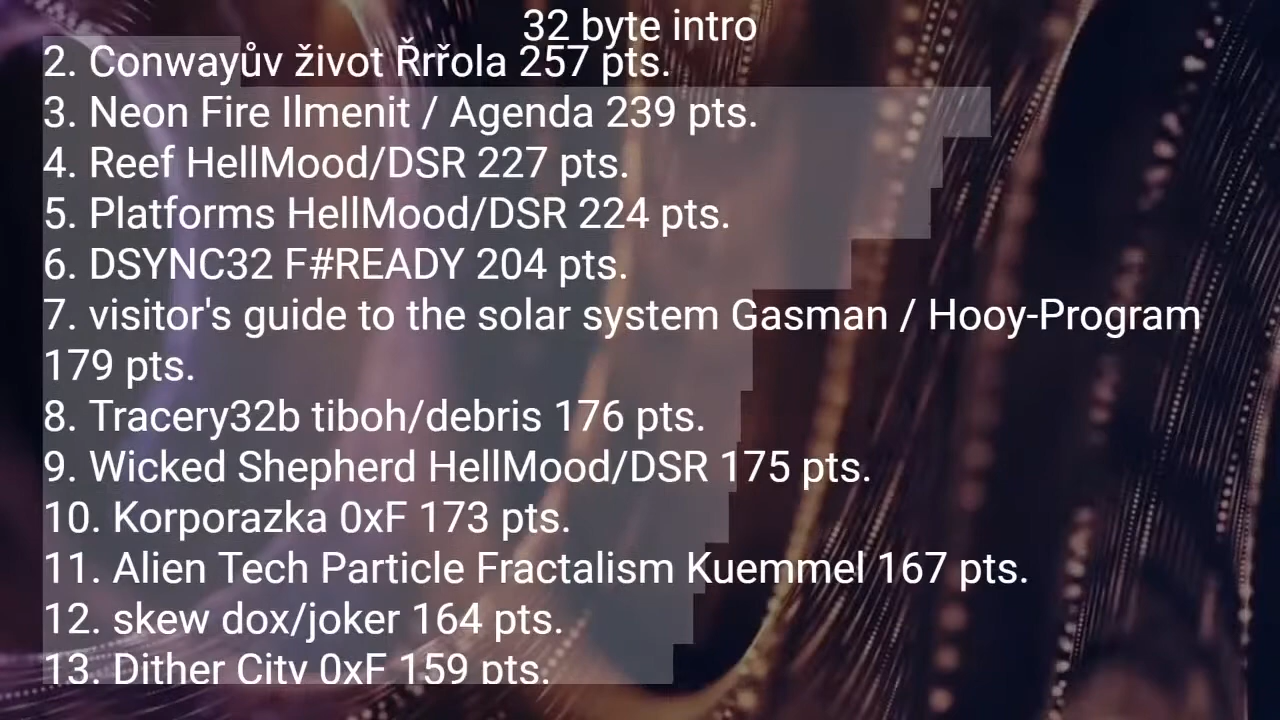 32 byte intro
2. Conwayův život Řrřola 257 pts.
3. Neon Fire Ilmenit / Agenda 239 pts.
4. Reef HellMood/DSR 227 pts.
5. Platforms HellMood/DSR 224 pts.
6. DSYNC32 F#READY 204 pts.
7. visitor's guide to the solar system Gasman / Hooy-Program
179 pts.
8. Tracery32b tiboh/debris 176 pts.
9. Wicked Shepherd HellMood/DSR 175 pts.
10. Korporazka 0xF 173 pts.
11. Alien Tech Particle Fractalism Kuemmel 167 pts.
12. skew dox/joker 164 pts.
13. Dither City 0xF 159 pts.